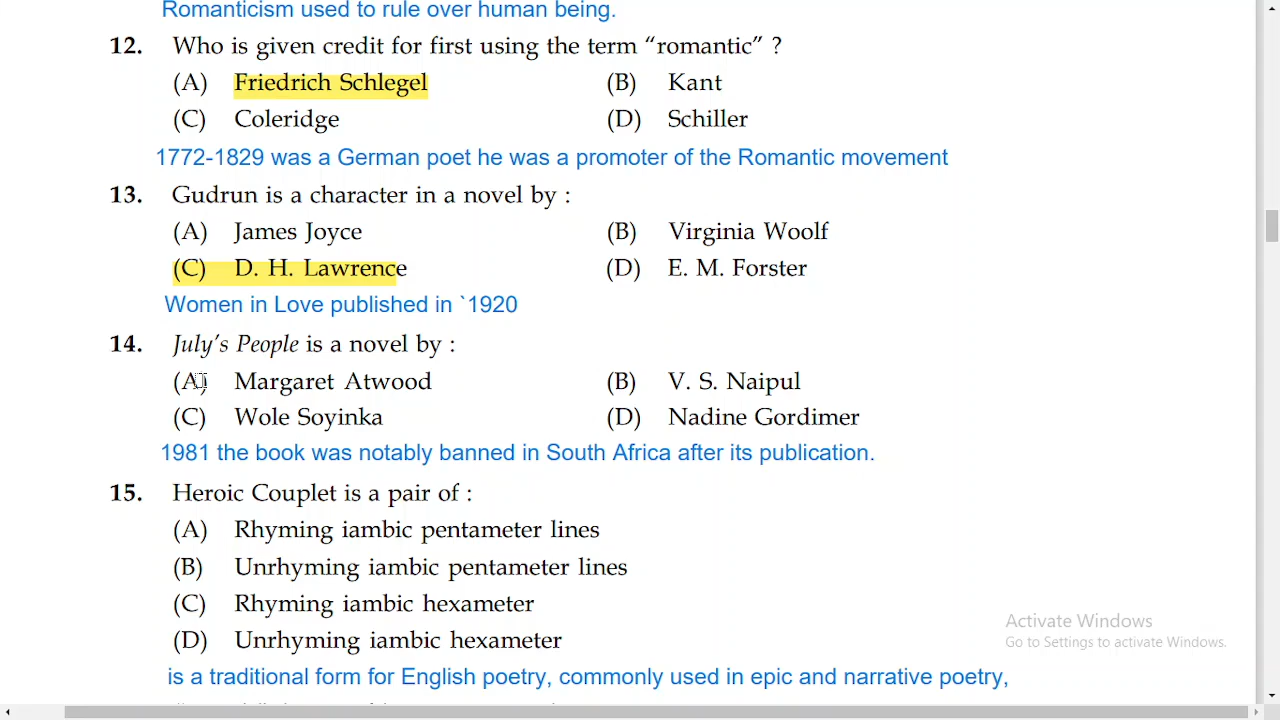 Romanticism used to rule over human being.
12. Who is given credit for first using the term “romantic” ?
(A) Friedrich Schlegel (B) Kant
(C) Coleridge (D) Schiller
1772-1829 was a German poet he was a promoter of the Romantic movement
13. Gudrun is a character in a novel by :
(A) James Joyce (B) Virginia Woolf
(C) D. H. Lawrence (D) E. M. Forster
Women in Love published in `1920
14. July’s People is a novel by :
(A) Margaret Atwood (B) V. S. Naipul
(C) Wole Soyinka (D) Nadine Gordimer
1981 the book was notably banned in South Africa after its publication.
15. Heroic Couplet is a pair of :
(A) Rhyming iambic pentameter lines
(B) Unrhyming iambic pentameter lines
(C) Rhyming iambic hexameter
(D) Unrhyming iambic hexameter
Activate Windows
Go to Settings to activate Windows.
is a traditional form for English poetry, commonly used in epic and narrative poetry,